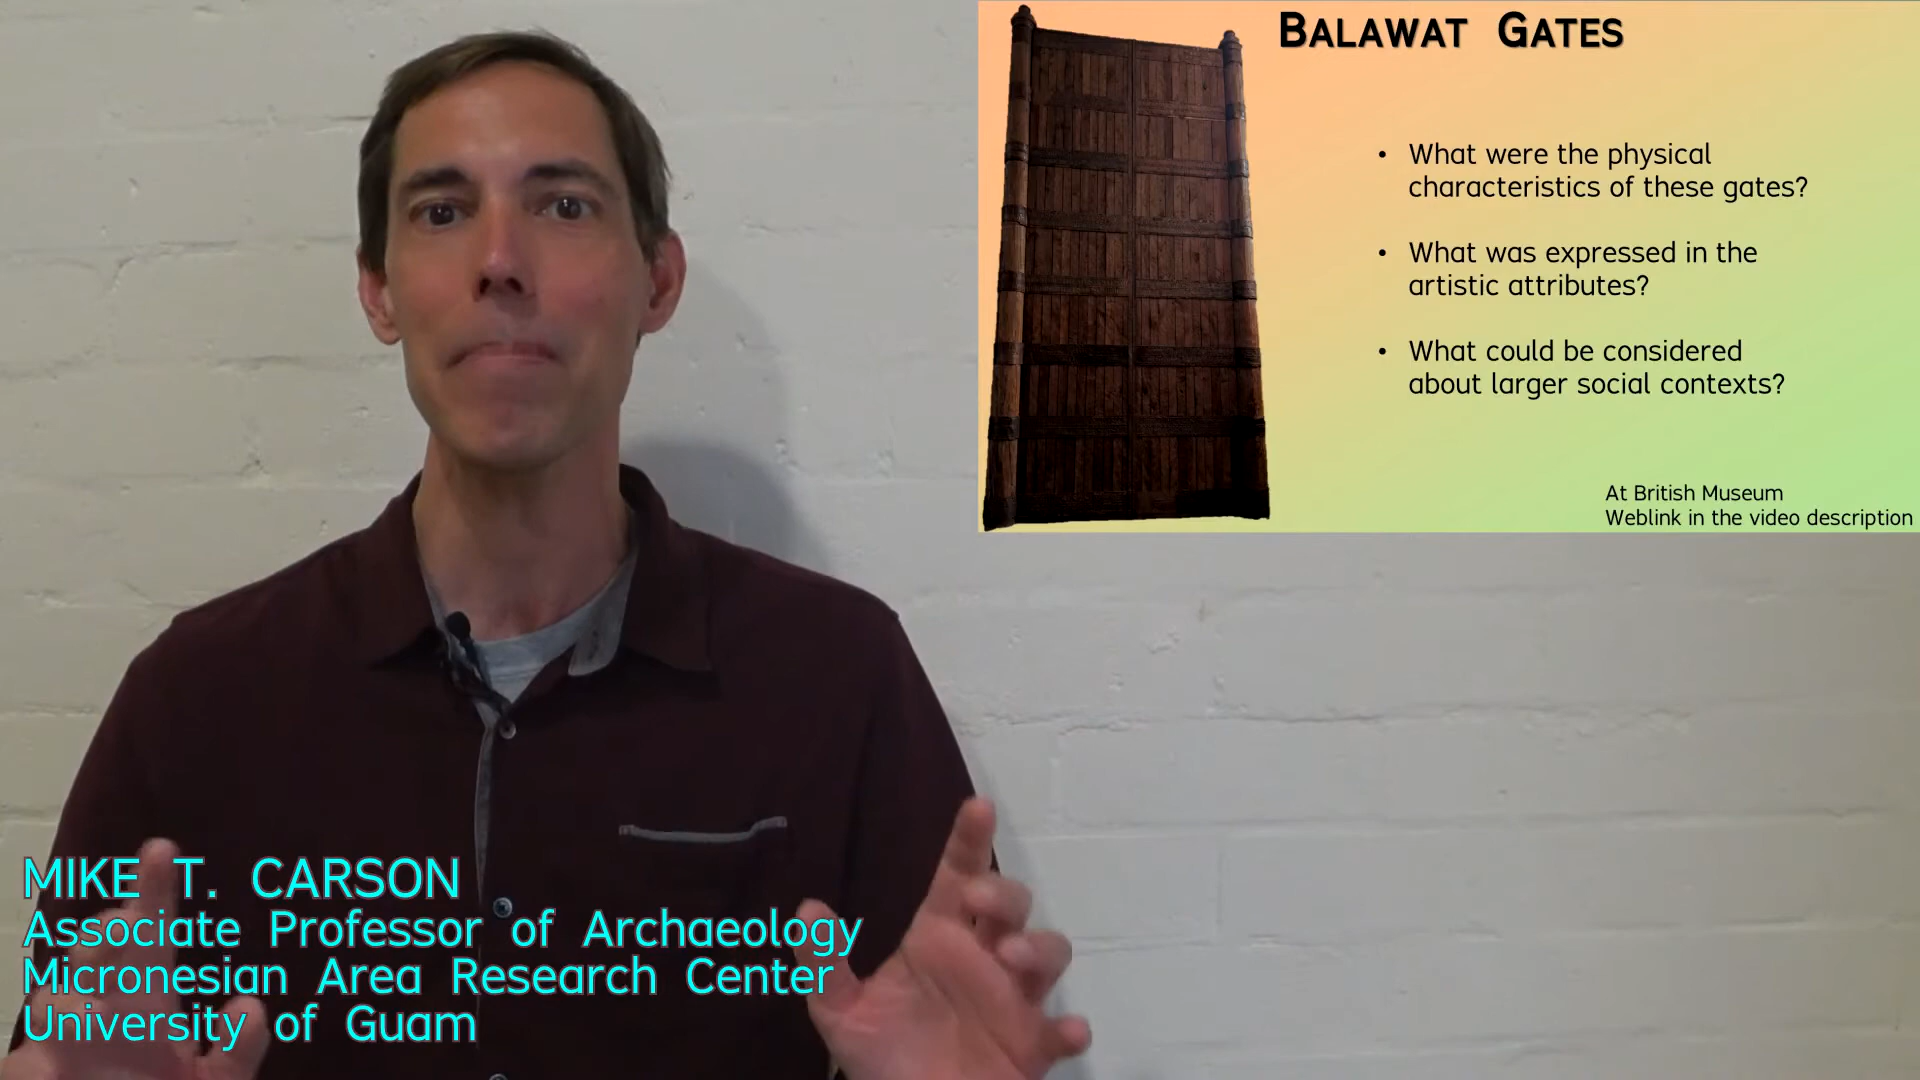 BALAWAT GATES
• What were the physical
characteristics of these gates?
• What was expressed in the
artistic attributes?
• What could be considered
about larger social contexts?
At British Museum
Weblink in the video description
MIKE T. CARSON
Associate Professor of Archaeology
Micronesian Area Research Center
University of Guam